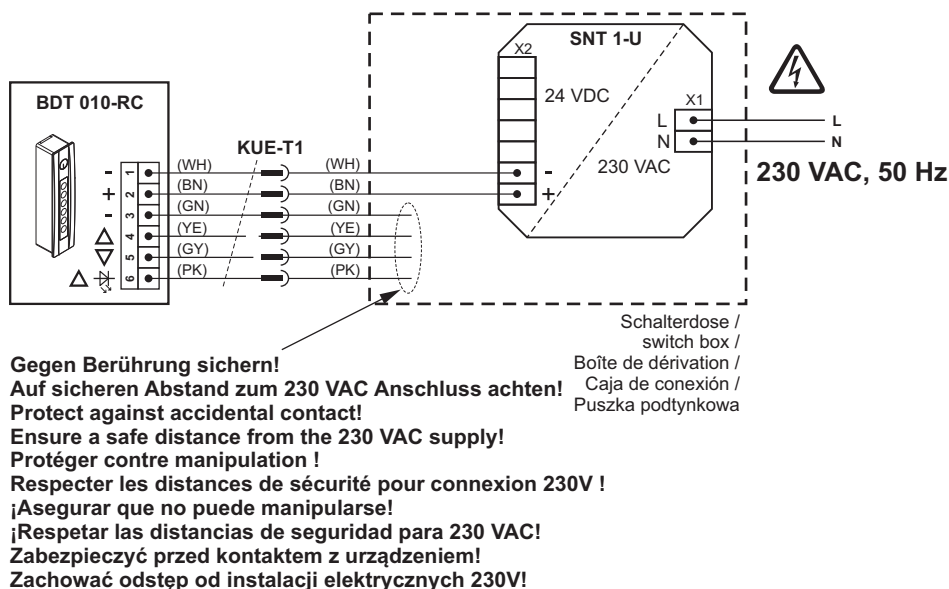 SNT 1-U
X2
24 VDC
X1
L
N
230 VAC
L
N
230 VAC, 50 Hz
BDT 010-RC
KUE-T1
- 1 (WH) (WH) -
+ 2 (BN) (BN) +
- 3 (GN) (GN)
4 (YE) (YE)
5 (GY) (GY)
6 (PK) (PK)
Schalterdose /
switch box /
Boîte de dérivation /
Caja de conexión /
Puszka podtynkowa
Gegen Berührung sichern!
Auf sicheren Abstand zum 230 VAC Anschluss achten!
Protect against accidental contact!
Ensure a safe distance from the 230 VAC supply!
Protéger contre manipulation !
Respecter les distances de sécurité pour connexion 230V !
¡Asegurar que no puede manipularse!
¡Respetar las distancias de seguridad para 230 VAC!
Zabezpieczyć przed kontaktem z urządzeniem!
Zachować odstęp od instalacji elektrycznych 230V!